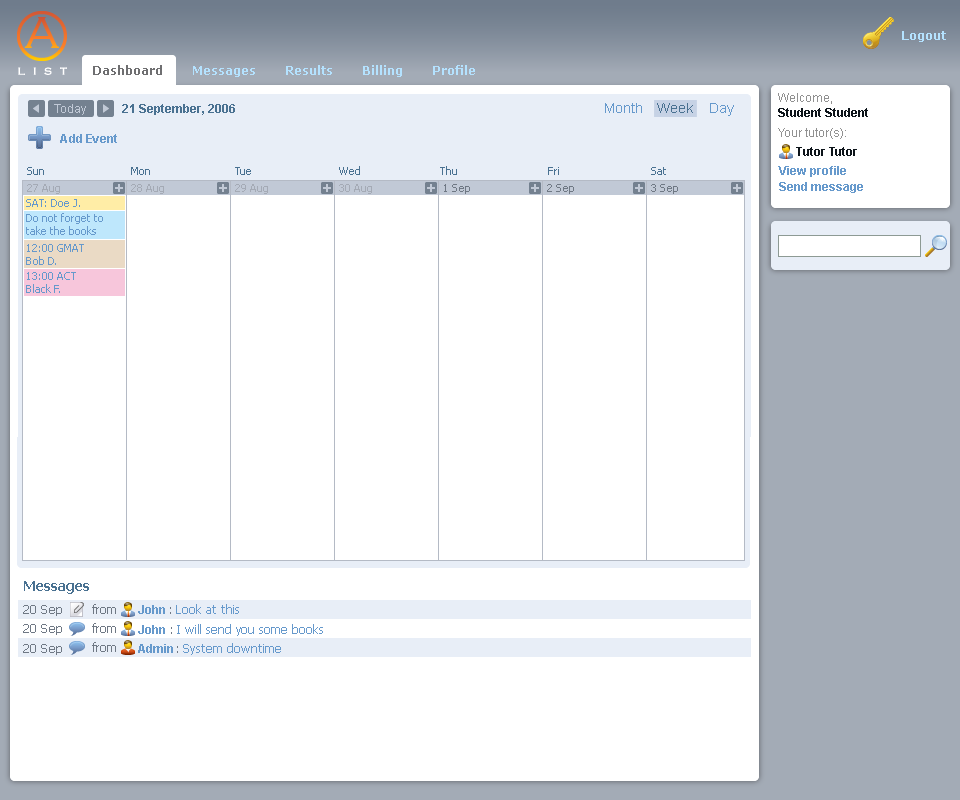 A
LIST
Dashboard Messages Results Billing Profile
Logout
Today 21 September, 2006
Month Week Day
Add Event
Sun Mon Tue Wed Thu Fri Sat
27 Aug 28 Aug 29 Aug 30 Aug 1 Sep 2 Sep 3 Sep
SAT: Doe J.
Do not forget to
take the books
12:00 GMAT
Bob D.
13:00 ACT
Black F.
Messages
20 Sep from John : Look at this
20 Sep from John : I will send you some books
20 Sep from Admin : System downtime
Welcome,
Student Student
Your tutor(s):
Tutor Tutor
View profile
Send message